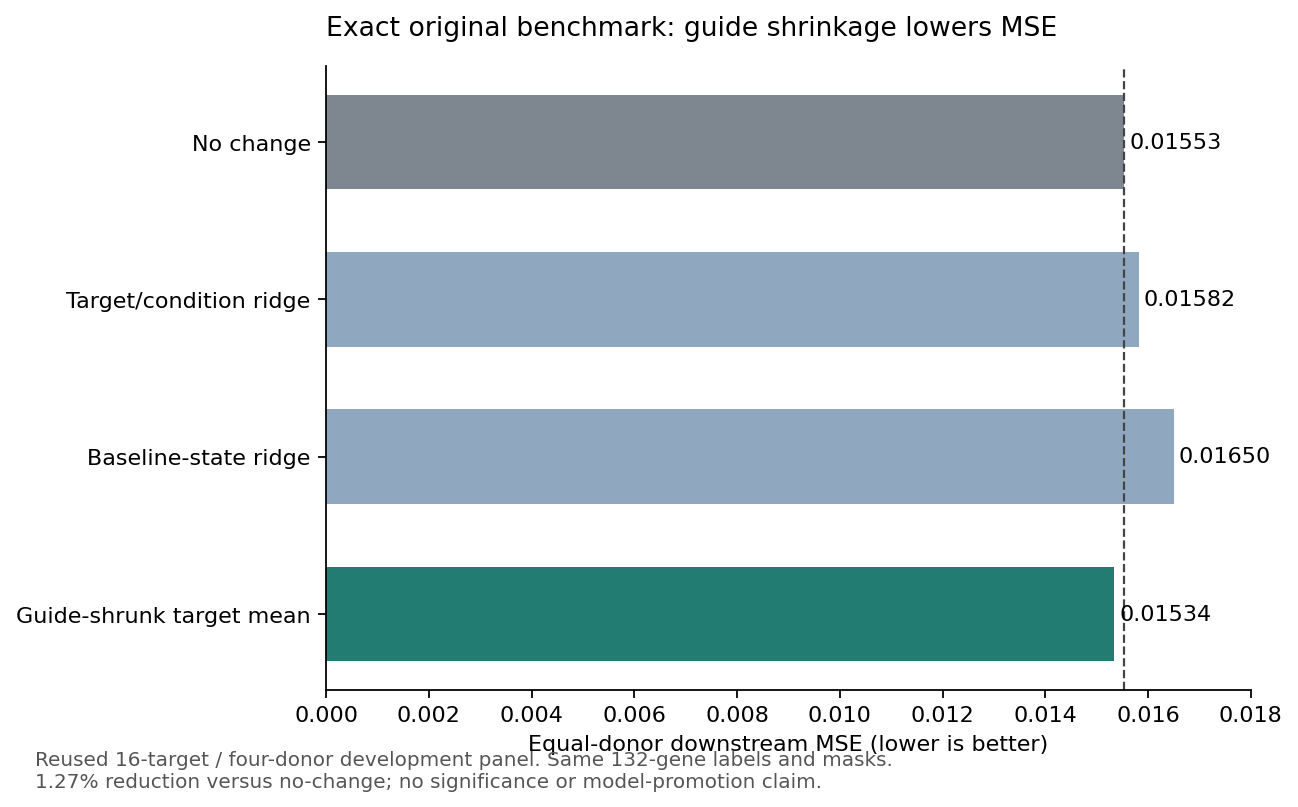 Exact original benchmark: guide shrinkage lowers MSE
No change
0.01553
Target/condition ridge
0.01582
Baseline-state ridge
0.01650
Guide-shrunk target mean
0.01534
0.000 0.002 0.004 0.006 0.008 0.010 0.012 0.014 0.016 0.018
Equal-donor downstream MSE (lower is better)
Reused 16-target / four-donor development panel. Same 132-gene labels and masks.
1.27% reduction versus no-change; no significance or model-promotion claim.